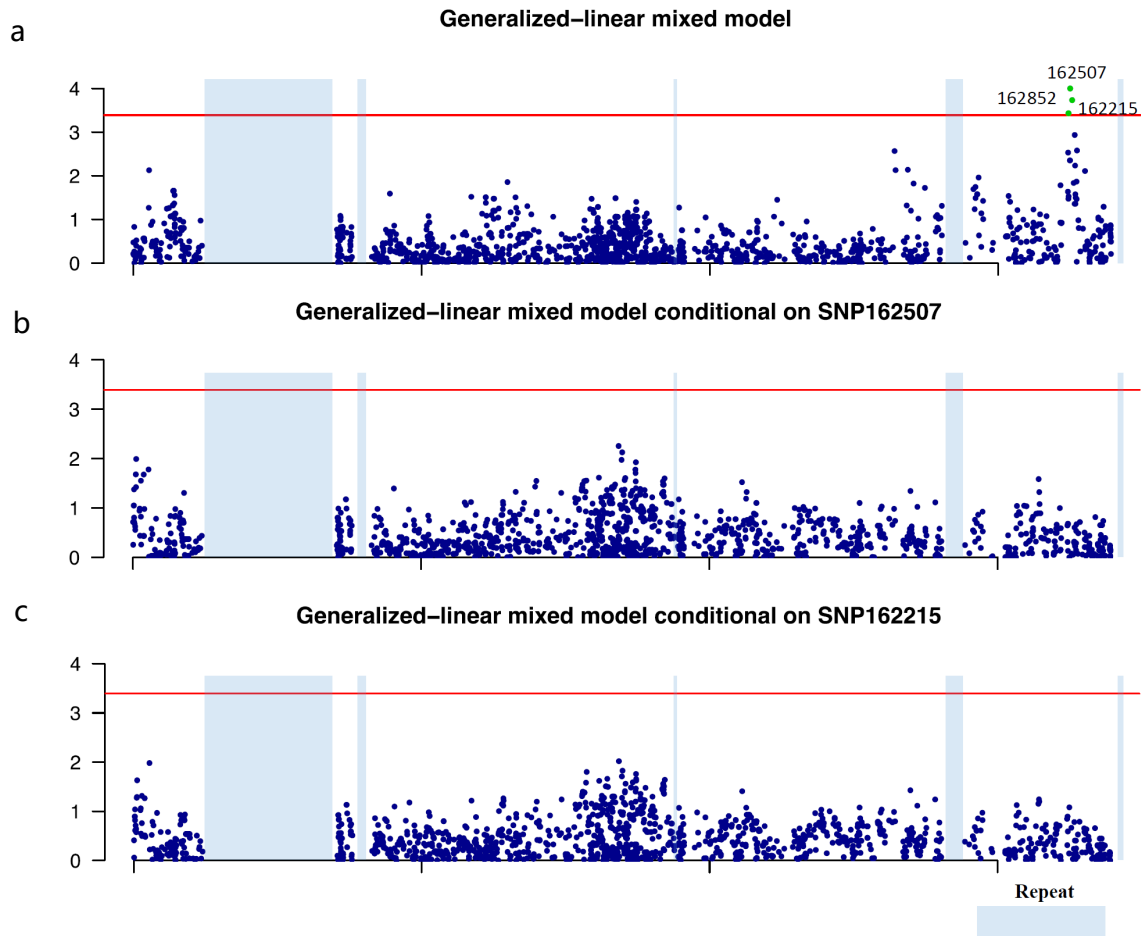 a
Generalized−linear mixed model
162507
162852
162215
4
3
2
1
0
b
Generalized−linear mixed model conditional on SNP162507
4
3
2
1
0
c
Generalized−linear mixed model conditional on SNP162215
4
3
2
1
0
Repeat